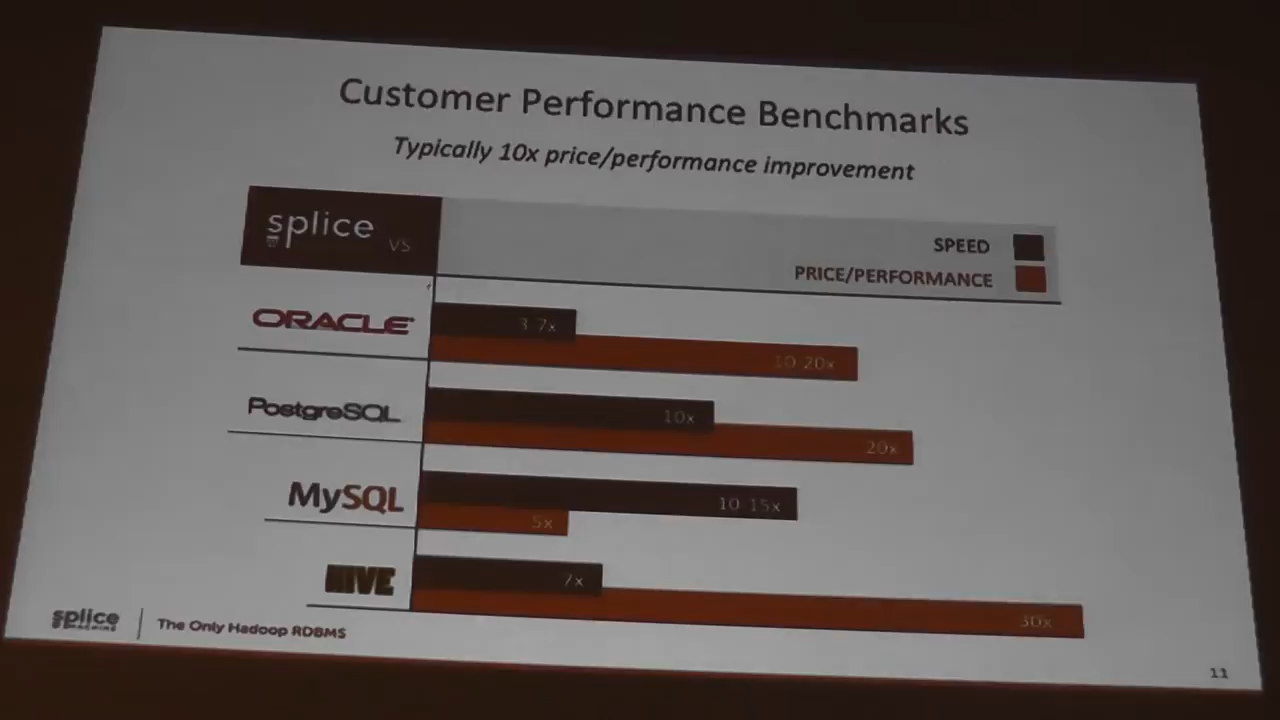 Customer Performance Benchmarks
Typically 10x price/performance improvement
splice VS
SPEED
PRICE/PERFORMANCE
ORACLE
3-7x
10-20x
PostgreSQL
10x
20x
MySQL
10-15x
5x
HIVE
7x
30x
splice MACHINE
The Only Hadoop RDBMS
11